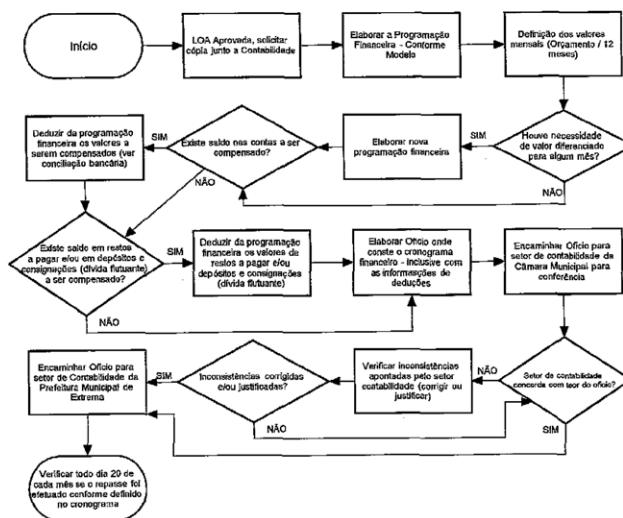 Início
LOA Aprovada, solicitar
cópia junto a Contabilidade
Elaborar a Programação
Financeira - Conforme
Modelo
Definição dos valores
mensais (Orçamento / 12
meses)
Deduzir da programação
financeira os valores a
serem compensados (ver
conciliação bancária)
SIM
Existe saldo nas contas a ser
compensado?
NÃO
Elaborar nova
programação financeira
SIM
Houve necessidade
de valor diferenciado
para algum mês?
NÃO
Existe saldo em restos
a pagar e/ou em depósitos e
consignações (dívida flutuante)
a ser compensado?
SIM
NÃO
Deduzir da programação
financeira os valores de
restos a pagar e/ou
depósitos e consignações
(dívida flutuante)
Elaborar Ofício onde
conste o cronograma
financeiro - Inclusive com
as informações de
deduções
Encaminhar Ofício para
setor de contabilidade da
Câmara Municipal para
conferência
Encaminhar Ofício para
setor de Contabilidade da
Prefeitura Municipal de
Extrema
SIM
Inconsistências corrigidas
e/ou justificadas?
NÃO
Verificar inconsistências
apontadas pelo setor
contabilidade (corrigir ou
justificar)
NÃO
Setor de contabilidade
concorda com teor do ofício?
SIM
Verificar todo dia 20 de
cada mês se o repasse foi
efetuado conforme definido
no cronograma